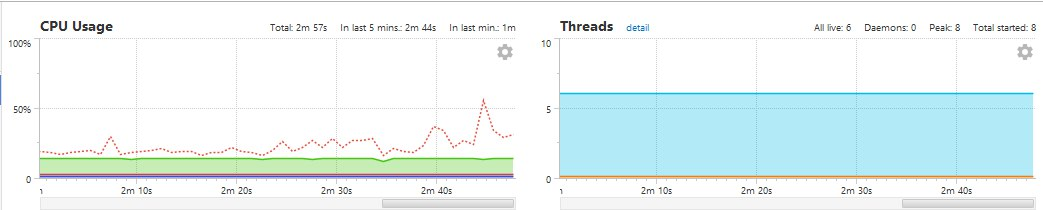 CPU Usage Total: 2m 57s In last 5 mins.: 2m 44s In last min.: 1m
100%
50%
0
2m 10s 2m 20s 2m 30s 2m 40s
Threads detail All live: 6 Daemons: 0 Peak: 8 Total started: 8
10
5
0
2m 10s 2m 20s 2m 30s 2m 40s